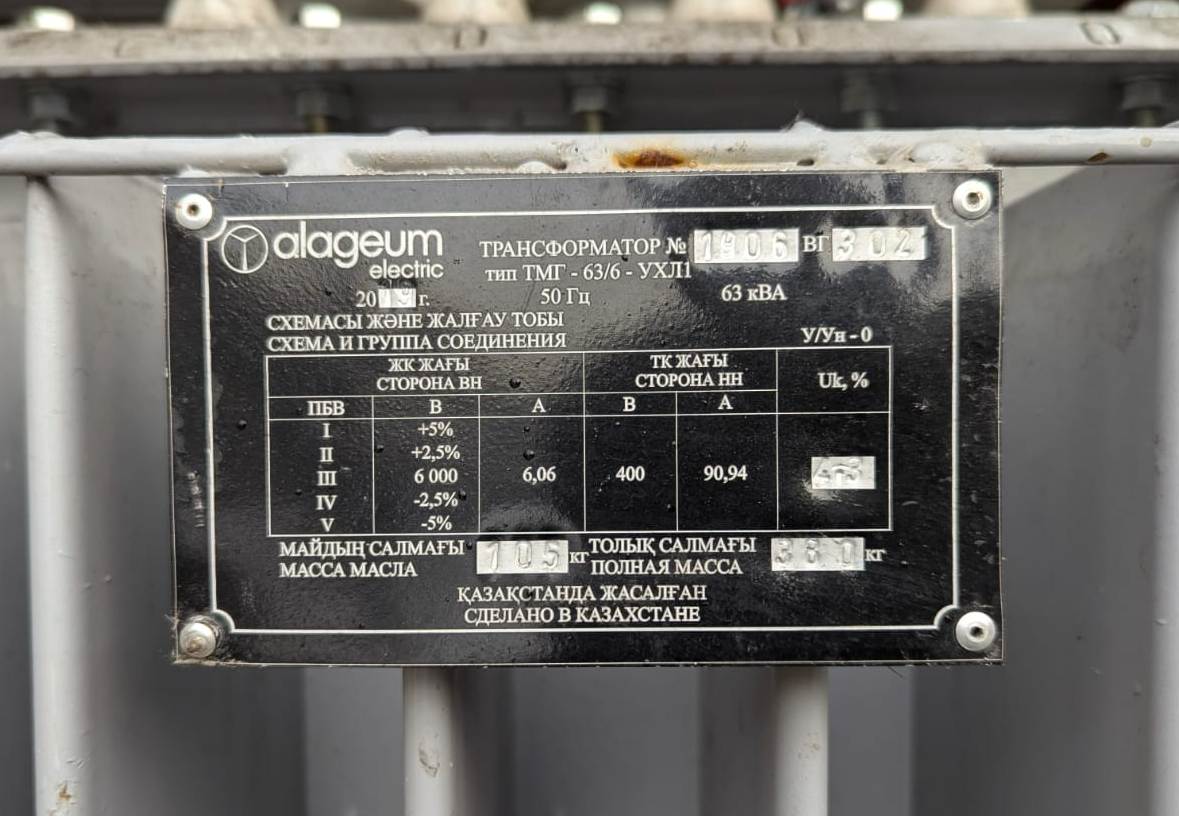 alageum
electric
ТРАНСФОРМАТОР № 1906 ВГ 302
тип ТМГ - 63/6 - УХЛ1
2019 г. 50 Гц 63 кВА
СХЕМАСЫ ЖӘНЕ ЖАЛҒАУ ТОБЫ
СХЕМА И ГРУППА СОЕДИНЕНИЯ У/Ун - 0
ЖК ЖАҒЫ ТК ЖАҒЫ
СТОРОНА ВН СТОРОНА НН Uk, %
ПБВ В А В А
I +5%
II +2,5%
III 6 000 6,06 400 90,94
IV -2,5%
V -5%
МАЙДЫҢ САЛМАҒЫ 105 кг ТОЛЫҚ САЛМАҒЫ 380 кг
МАССА МАСЛА ПОЛНАЯ МАССА
ҚАЗАҚСТАНДА ЖАСАЛҒАН
СДЕЛАНО В КАЗАХСТАНЕ